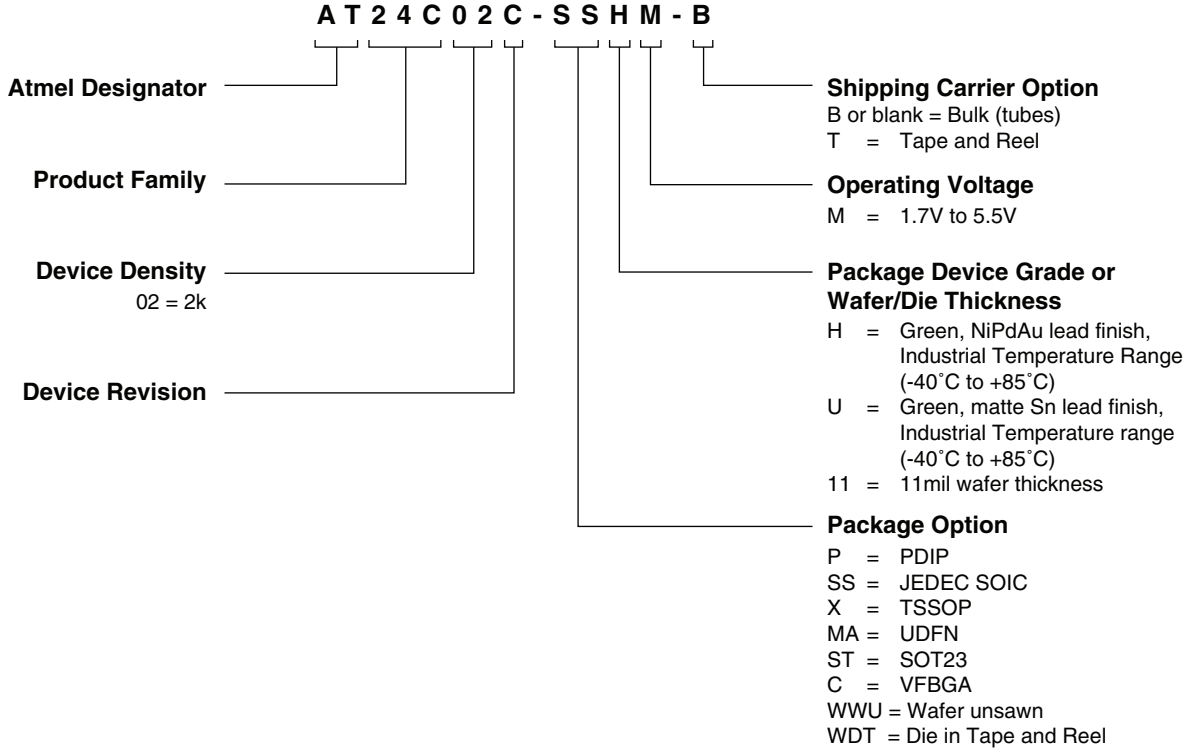 AT24C02C-SSHM-B
Atmel Designator
Product Family
Device Density
02 = 2k
Device Revision
Shipping Carrier Option
B or blank = Bulk (tubes)
T = Tape and Reel
Operating Voltage
M = 1.7V to 5.5V
Package Device Grade or
Wafer/Die Thickness
H = Green, NiPdAu lead finish,
Industrial Temperature Range
(-40˚C to +85˚C)
U = Green, matte Sn lead finish,
Industrial Temperature range
(-40˚C to +85˚C)
11 = 11mil wafer thickness
Package Option
P = PDIP
SS = JEDEC SOIC
X = TSSOP
MA = UDFN
ST = SOT23
C = VFBGA
WWU = Wafer unsawn
WDT = Die in Tape and Reel